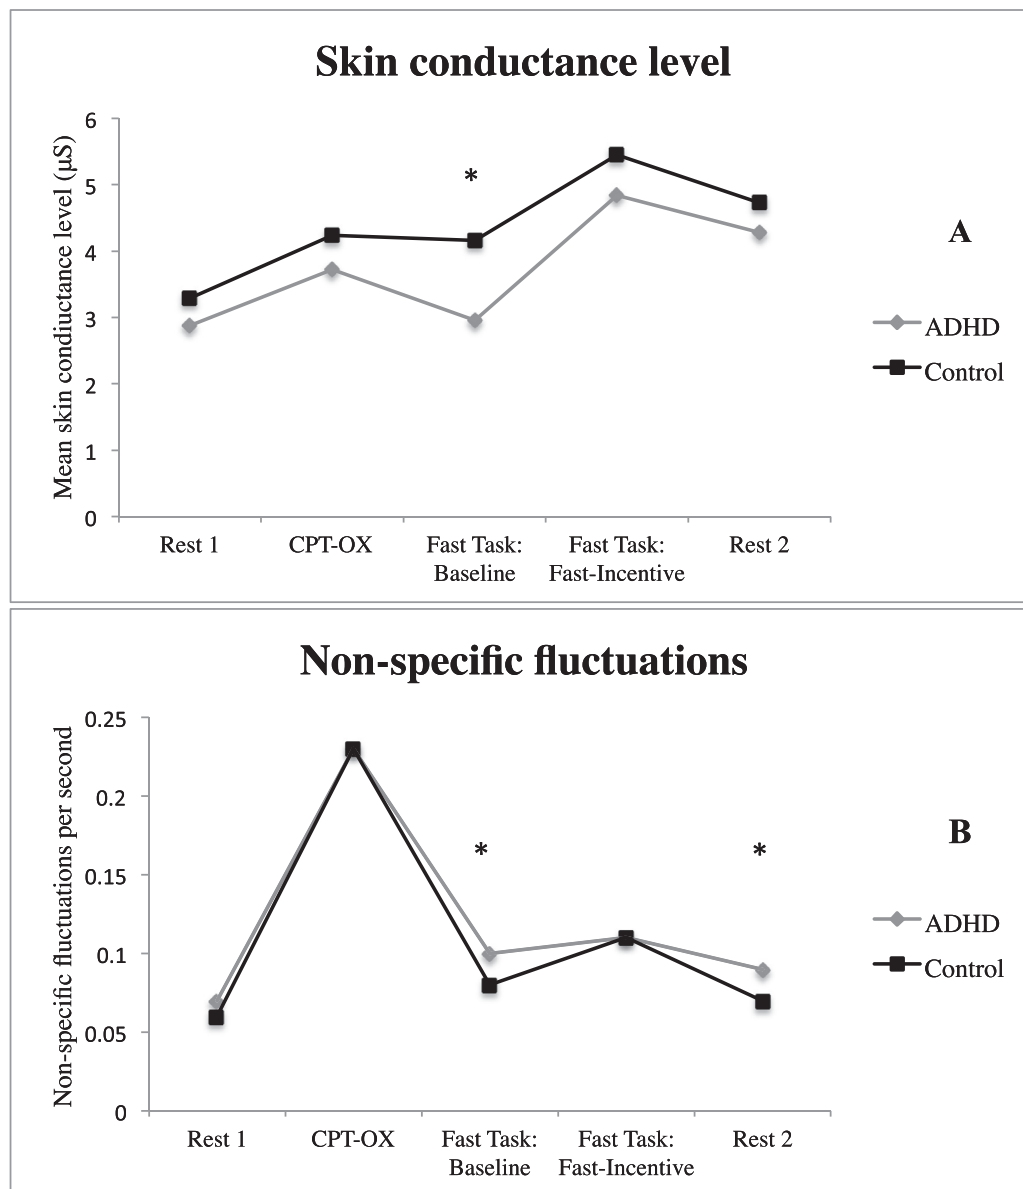 Skin conductance level
Mean skin condiuctance level (µS)
6
5
4
3
2
1
0
*
Rest 1
CPT-OX
Fast Task:
Baseline
Fast Task:
Fast-Incentive
Rest 2
A
ADHD
Control
Non-specific fluctuations
Non-specific fluctuations per second
0.25
0.2
0.15
0.1
0.05
0
*
*
Rest 1
CPT-OX
Fast Task:
Baseline
Fast Task:
Fast-Incentive
Rest 2
B
ADHD
Control